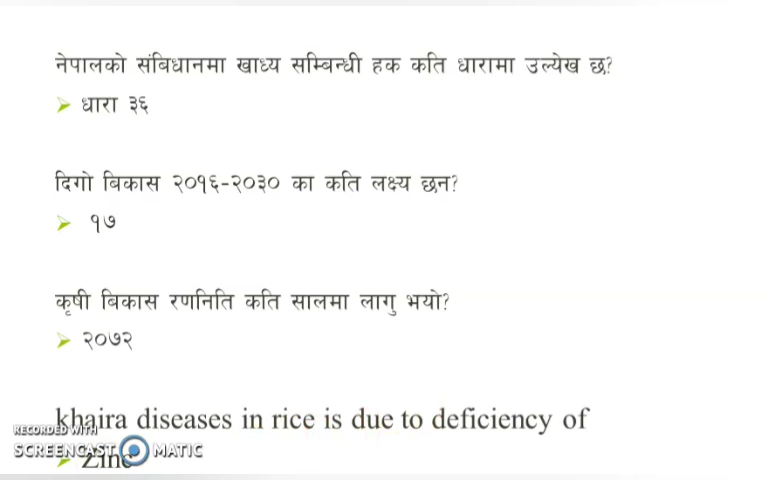 नेपालको संबिधानमा खाध्य सम्बिन्धी हक कति धारामा उल्येख छ?
धारा ३६
दिगो बिकास २०१६-२०३० का कति लक्ष्य छन?
१७
कृषी बिकास रणनिति कति सालमा लागु भयो?
२०७२
khaira diseases in rice is due to deficiency of
Zinc
RECORDED WITH
SCREENCAST MATIC